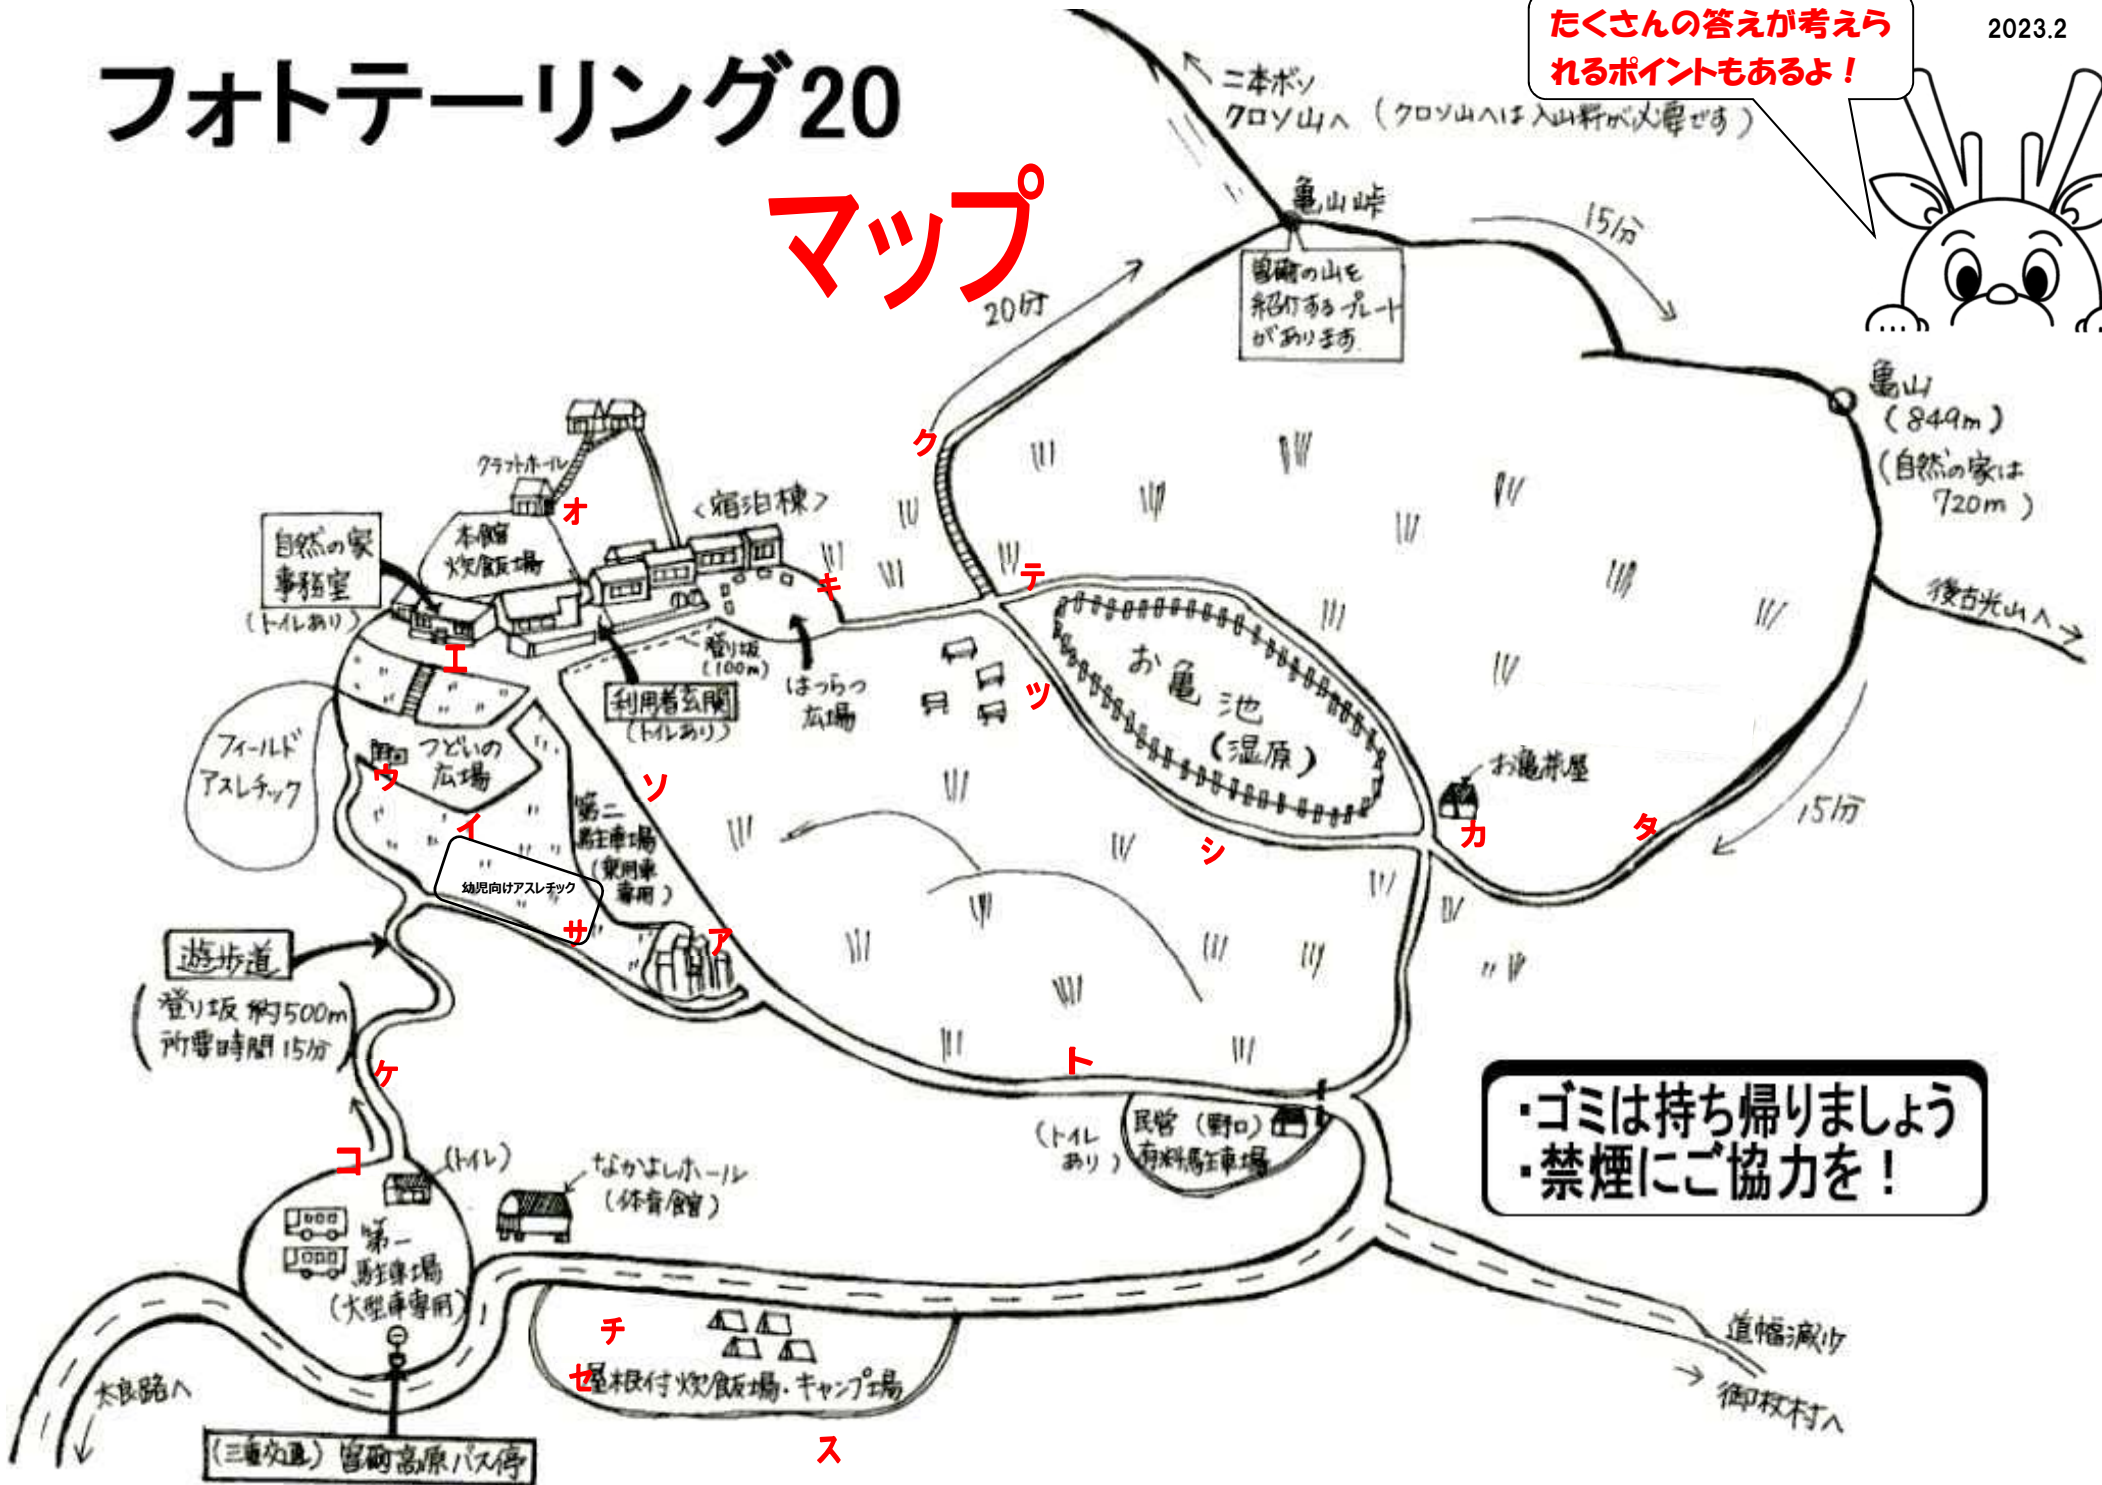 フォトテーリング20
マップ
たくさんの答えが考えら
れるポイントもあるよ！
2023.2
二本ボソ
クロソ山へ（クロソ山へは入山料が必要です）
亀山峠
15分
曽爾の山を
紹介するプレート
があります.
20分
亀山
（849m）
（自然の家は
720m）
後古光山へ
クラフトホール
オ
＜宿泊棟＞
自然の家
事務室
（トイレあり）
本館
炊飯場
ク
キ
テ
エ
登り坂
（100m）
利用者玄関
（トイレあり）
はつらつ
広場
ツ
お亀池
（湿原）
フィールド
アスレチック
つどいの
広場
ウ
ソ
お亀茶屋
イ
第二
駐車場
（乗用車
専用）
シ
カ
タ
15分
幼児向けアスレチック
サ
ア
遊歩道
（登り坂 約500m
所要時間 15分）
ケ
ト
コ
（トイレ）
なかよしホール
（体育館）
（トイレ
あり）
民営（野口）
有料駐車場
・ゴミは持ち帰りましょう
・禁煙にご協力を！
第一
駐車場
（大型車専用）
チ
セ
屋根付炊飯場・キャンプ場
ス
太良路へ
（三重交通）曽爾高原バス停
道幅減少
御杖村へ